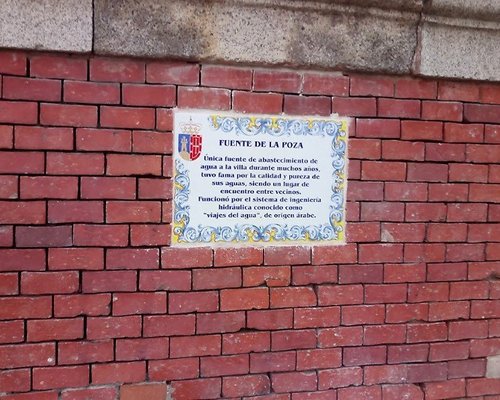 FUENTE DE LA POZA
Única fuente de abastecimiento de
agua a la villa durante muchos años,
tuvo fama por la calidad y pureza de
sus aguas, siendo un lugar de
encuentro entre vecinos.
Funcionó por el sistema de ingeniería
hidráulica conocido como
"viajes del agua", de origen árabe.